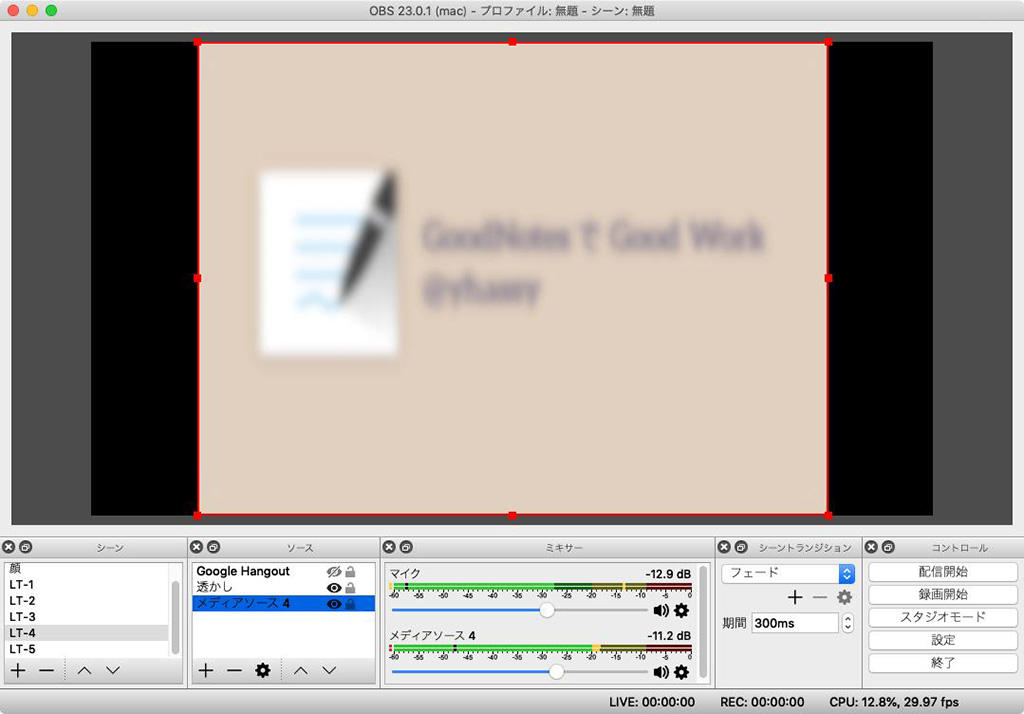 OBS 23.0.1 (mac) - プロファイル: 無題 - シーン: 無題
GoodNotes で Good Work
シーン
顔
LT-1
LT-2
LT-3
LT-4
LT-5
ソース
Google Hangout
透かし
メディアソース 4
ミキサー
マイク
-12.9 dB
-60 -55 -50 -45 -40 -35 -30 -25 -20 -15 -10 -5 0
メディアソース 4
-11.2 dB
-60 -55 -50 -45 -40 -35 -30 -25 -20 -15 -10 -5 0
シーントランジション
フェード
期間 300ms
コントロール
配信開始
録画開始
スタジオモード
設定
終了
LIVE: 00:00:00 REC: 00:00:00 CPU: 12.8%, 29.97 fps